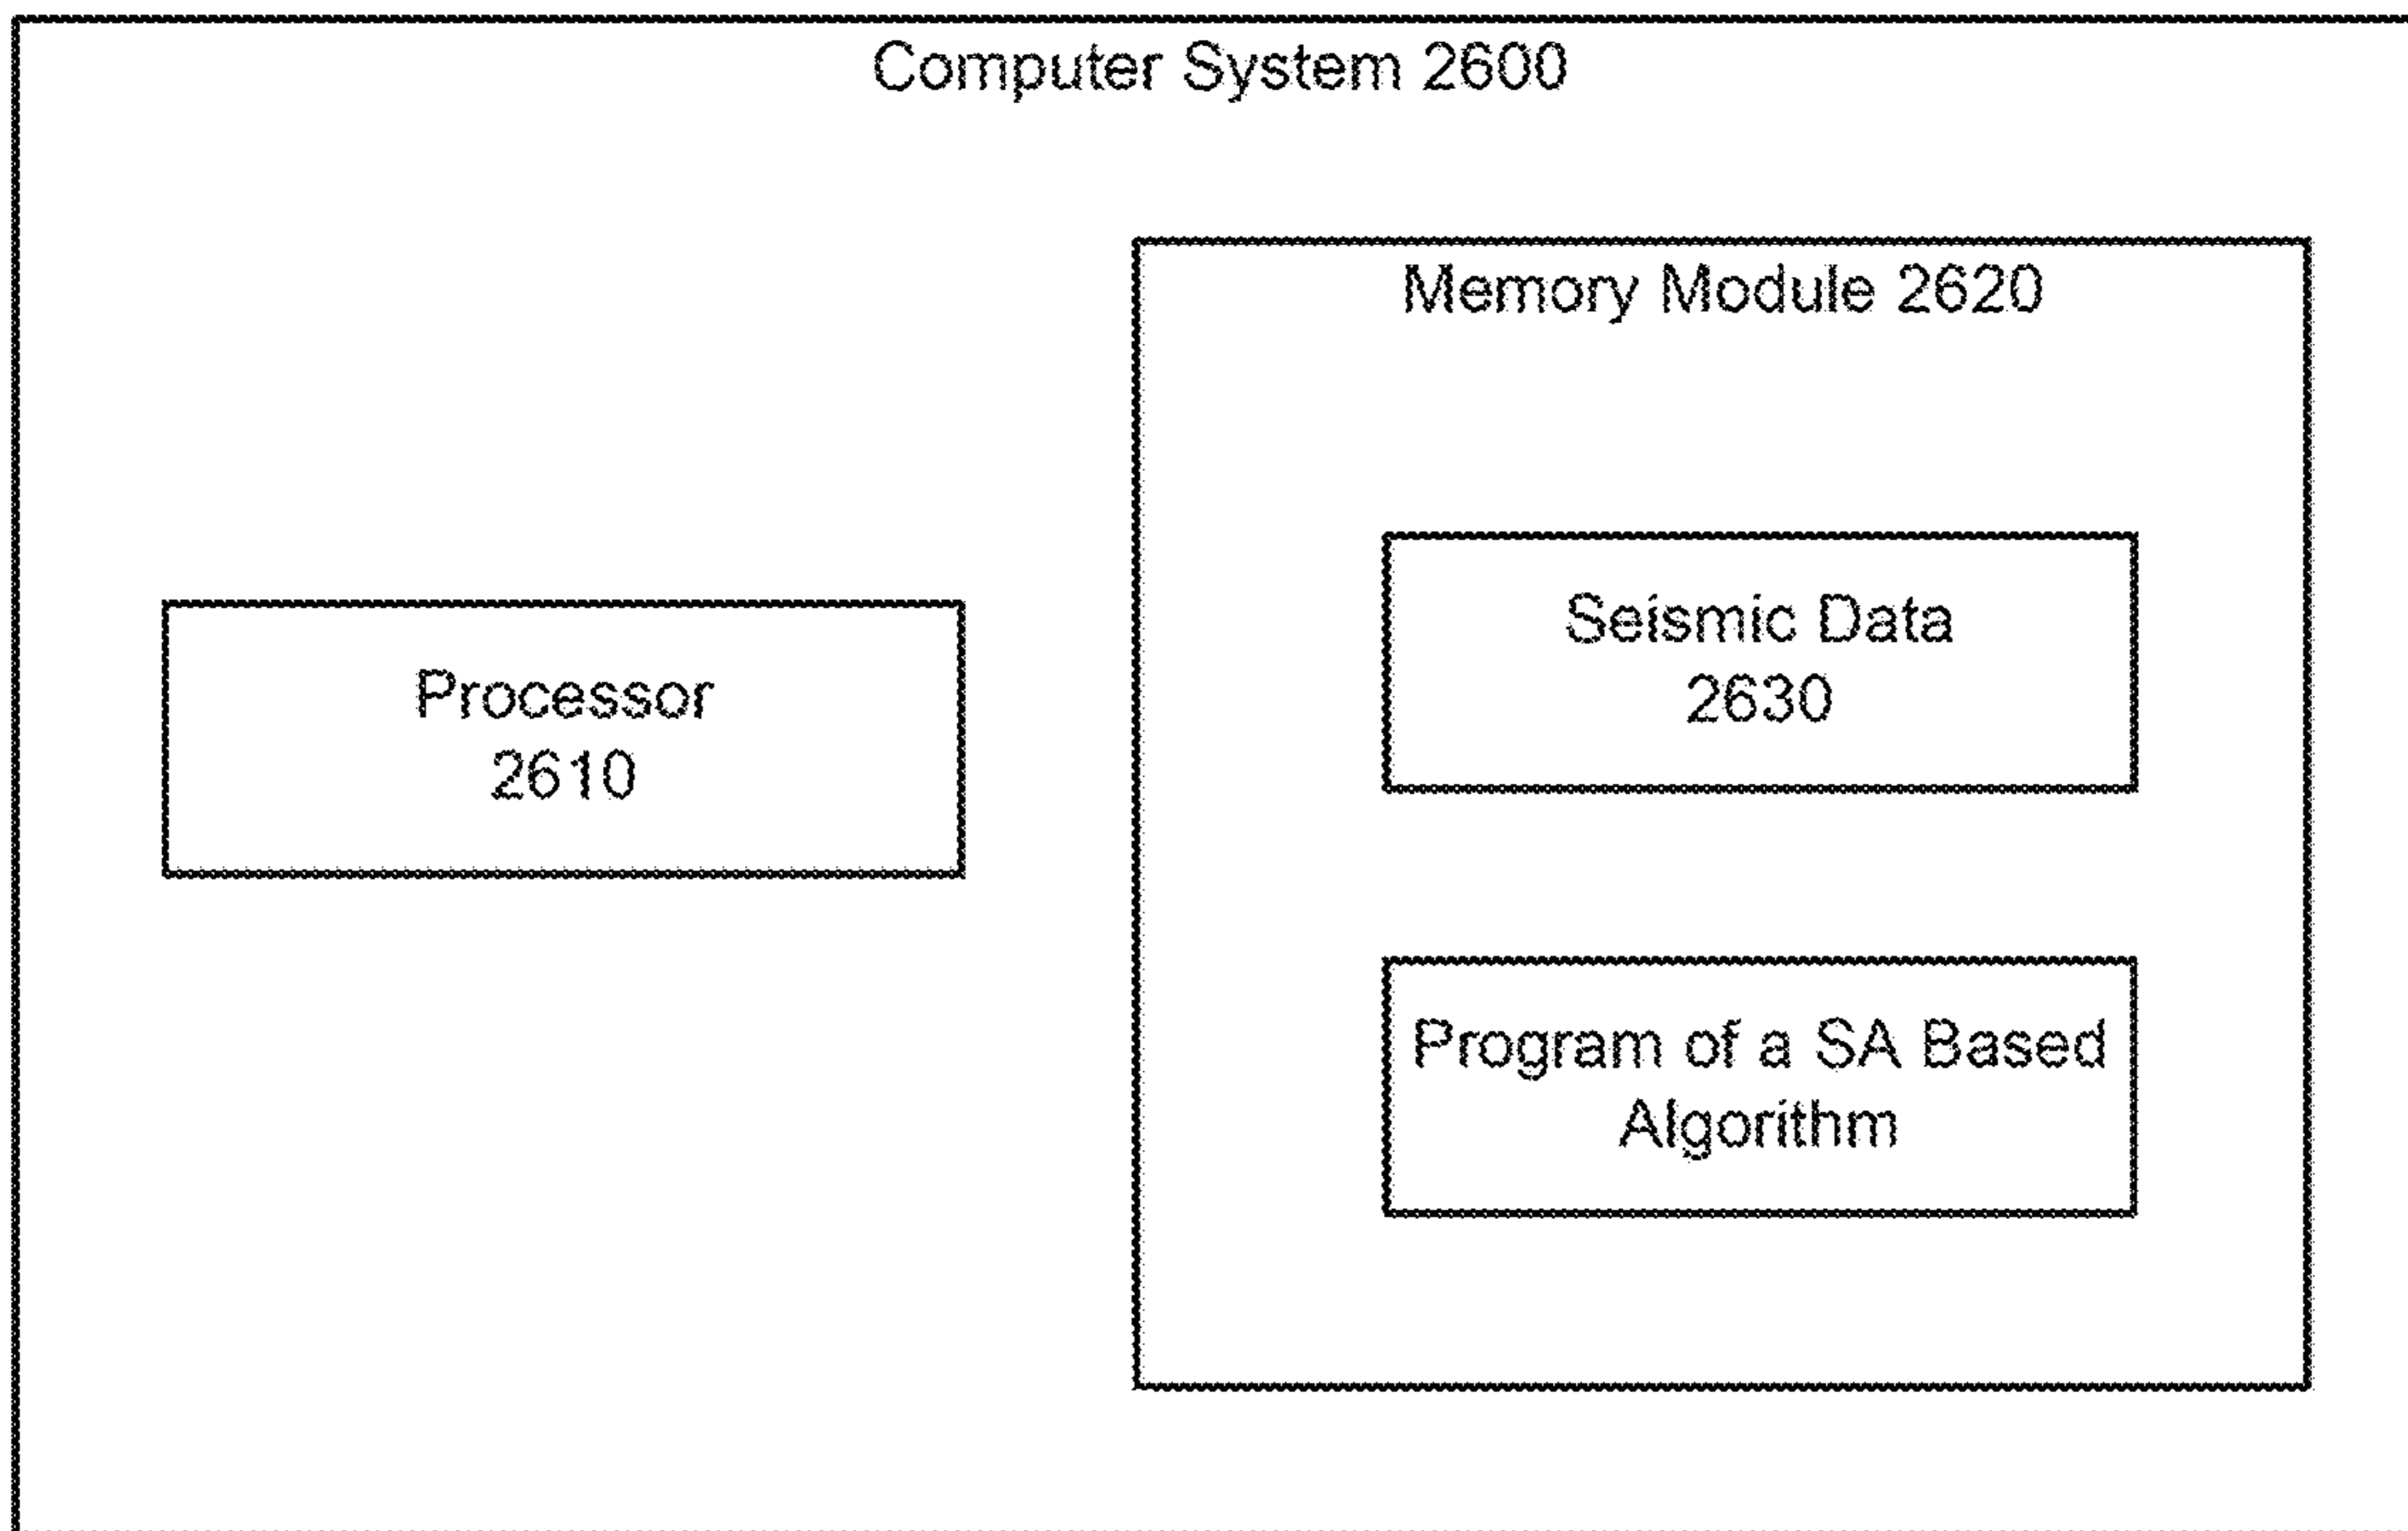 Computer System 2600
Memory Module 2620
Seismic Data
2630
Processor
2610
Program of a SA Based
Algorithm